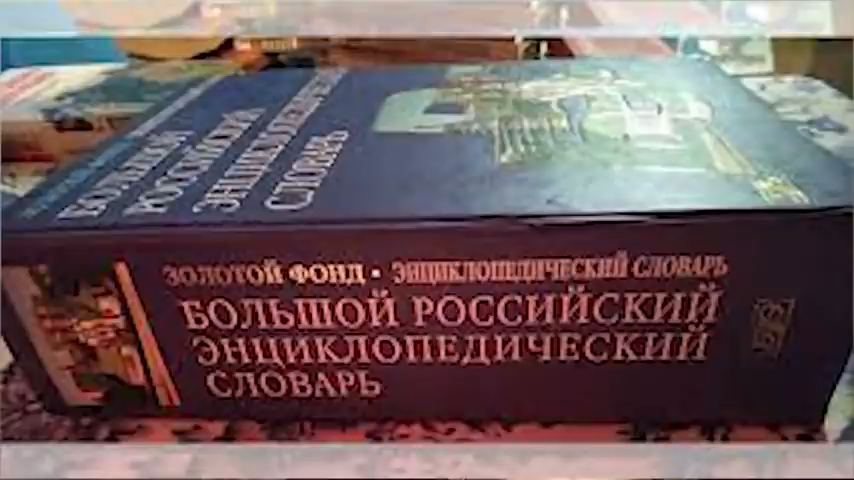 БОЛЬШОЙ
РОССИЙСКИЙ
ЭНЦИКЛОПЕДИЧЕСКИЙ
СЛОВАРЬ
ЗОЛОТОЙ ФОНД • ЭНЦИКЛОПЕДИЧЕСКИЙ СЛОВАРЬ
БОЛЬШОЙ РОССИЙСКИЙ
ЭНЦИКЛОПЕДИЧЕСКИЙ
СЛОВАРЬ